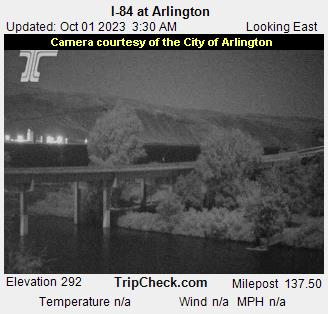 I-84 at Arlington
Updated: Oct 01 2023 3:30 AM Looking East
Camera courtesy of the City of Arlington
Elevation 292 TripCheck.com Milepost 137.50
Temperature n/a Wind n/a MPH n/a